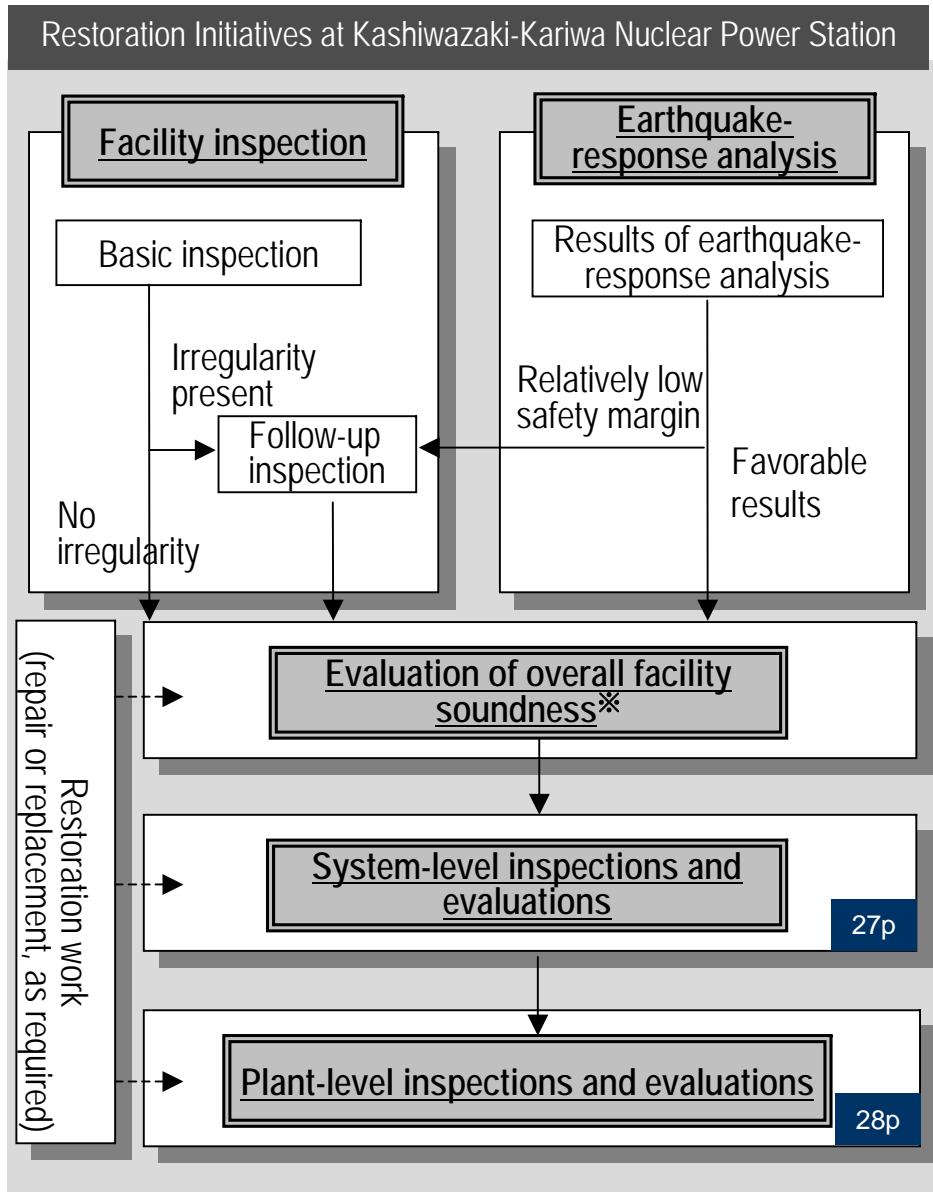 Restoration Initiatives at Kashiwazaki-Kariwa Nuclear Power Station
Facility inspection
Earthquake-
response analysis
Basic inspection
Results of earthquake-
response analysis
Irregularity
present
Relatively low
safety margin
Follow-up
inspection
Favorable
results
No
irregularity
Restoration work
(repair or replacement, as required)
Evaluation of overall facility
soundness※
System-level inspections and
evaluations
27p
Plant-level inspections and evaluations
28p